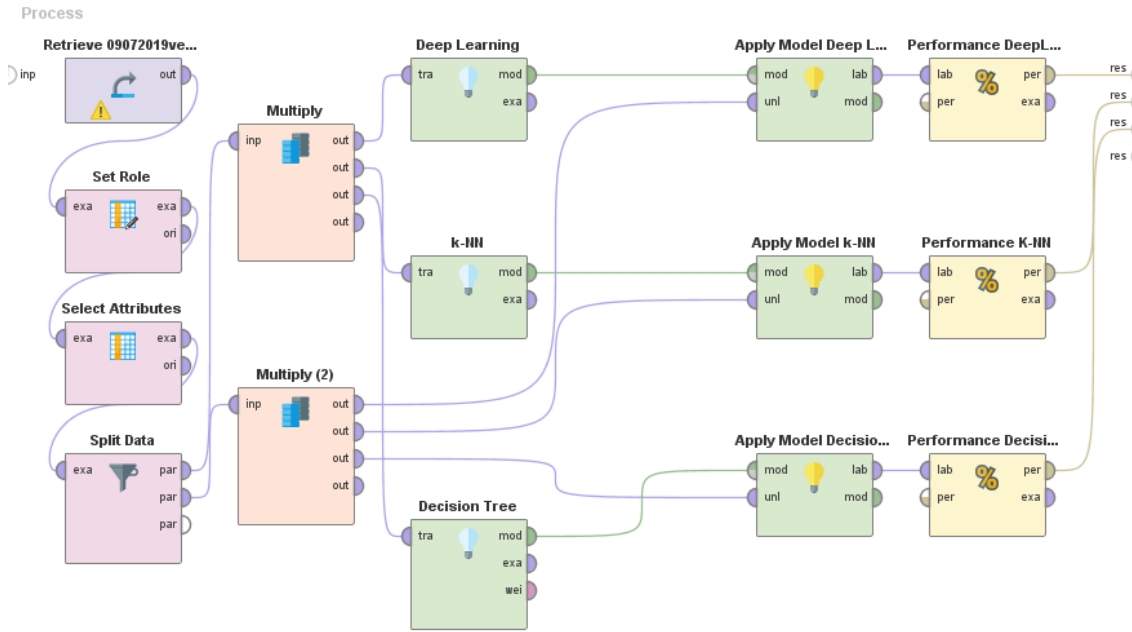 Process
inp
Retrieve 09072019ve...
out
Set Role
exa exa
ori
Select Attributes
exa exa
ori
Split Data
exa par
par
par
Multiply
inp out
out
out
out
Multiply (2)
inp out
out
out
out
Deep Learning
tra mod
exa
k-NN
tra mod
exa
Decision Tree
tra mod
exa
wei
Apply Model Deep L...
mod lab
unl mod
Apply Model k-NN
mod lab
unl mod
Apply Model Decisio...
mod lab
unl mod
Performance DeepL...
% lab per
per exa
Performance K-NN
% lab per
per exa
Performance Decisi...
% lab per
per exa
res
res
res
res